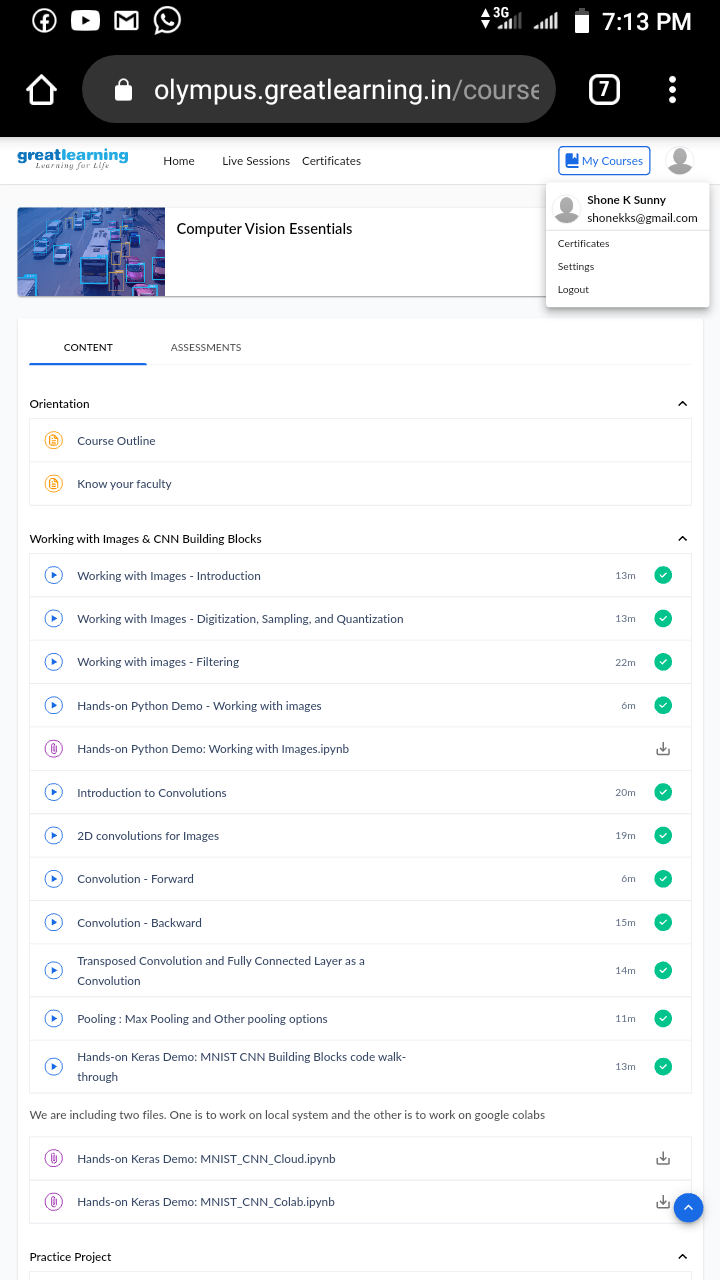 3G 7:13 PM
olympus.greatlearning.in/course
7
greatlearning
Learning for Life
Home Live Sessions Certificates My Courses
Shone K Sunny
shonekks@gmail.com
Certificates
Settings
Logout
Computer Vision Essentials
CONTENT ASSESSMENTS
Orientation
Course Outline
Know your faculty
Working with Images & CNN Building Blocks
Working with Images - Introduction 13m
Working with Images - Digitization, Sampling, and Quantization 13m
Working with images - Filtering 22m
Hands-on Python Demo - Working with images 6m
Hands-on Python Demo: Working with Images.ipynb
Introduction to Convolutions 20m
2D convolutions for Images 19m
Convolution - Forward 6m
Convolution - Backward 15m
Transposed Convolution and Fully Connected Layer as a
Convolution 14m
Pooling : Max Pooling and Other pooling options 11m
Hands-on Keras Demo: MNIST CNN Building Blocks code walk-
through 13m
We are including two files. One is to work on local system and the other is to work on google colabs
Hands-on Keras Demo: MNIST_CNN_Cloud.ipynb
Hands-on Keras Demo: MNIST_CNN_Colab.ipynb
Practice Project